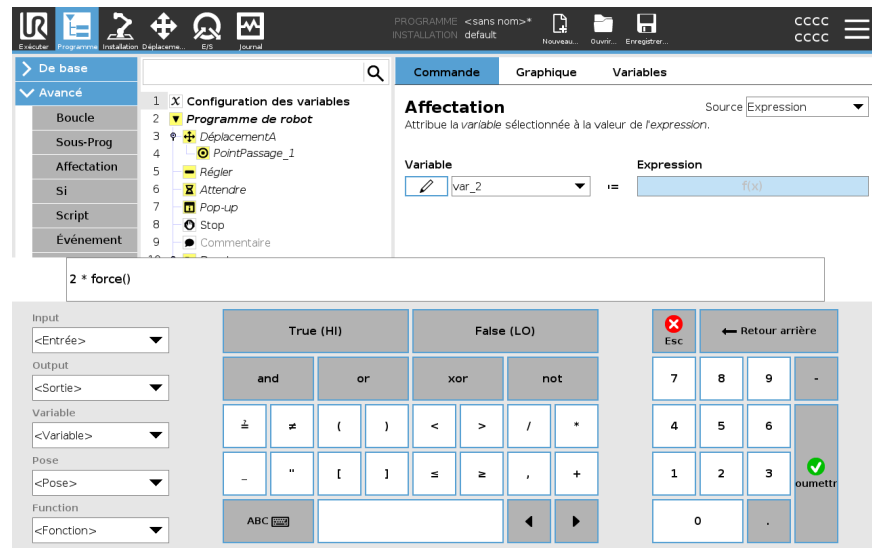 PROGRAMME <sans nom>*
INSTALLATION default
Exécuter Programme Installation Déplaceme... E/S Journal
Nouveau... Ouvrir... Enregistrer...
CCCC
CCCC
De base
Avancé
Boucle
Sous-Prog
Affectation
Si
Script
Événement
1 X Configuration des variables
2 Programme de robot
3 DéplacementA
4 PointPassage_1
5 Régler
6 Attendre
7 Pop-up
8 Stop
9 Commentaire
Commande Graphique Variables
Affectation
Source Expression
Attribue la variable sélectionnée à la valeur de l'expression.
Variable Expression
var_2 := f(x)
2 * force()
Input
<Entrée>
Output
<Sortie>
Variable
<Variable>
Pose
<Pose>
Function
<Fonction>
True (HI) False (LO)
and or xor not
≟ ≠ ( ) < > / *
_ " [ ] ≤ ≥ , +
ABC
Esc Retour arrière
7 8 9 -
4 5 6
1 2 3
oumettr
0 .